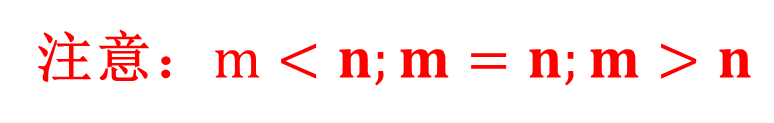 注意：m < n; m = n; m > n